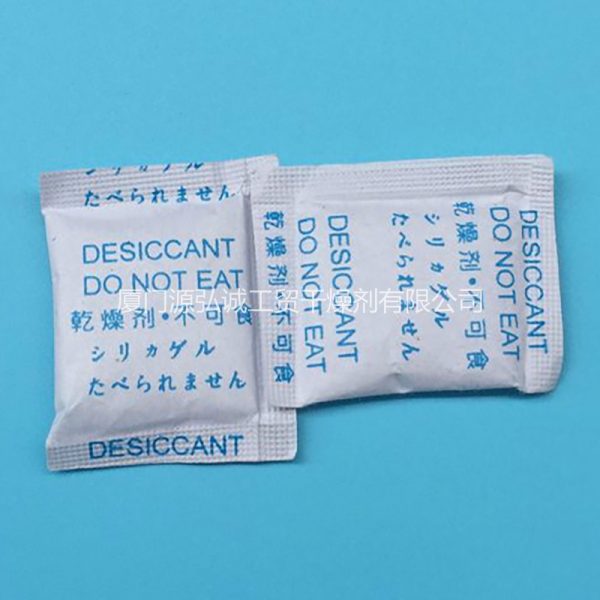 シリカゲル
たべられません
DESICCANT
DO NOT EAT
乾燥剤・不可食
シリカゲル
たべられません
DESICCANT
乾燥剤・不可食
DO NOT EAT
DESICCANT
たべられません
シリカゲル
乾燥剤・不可食
DO NOT EAT
DESICCANT
厦门源弘诚工贸干燥剂有限公司